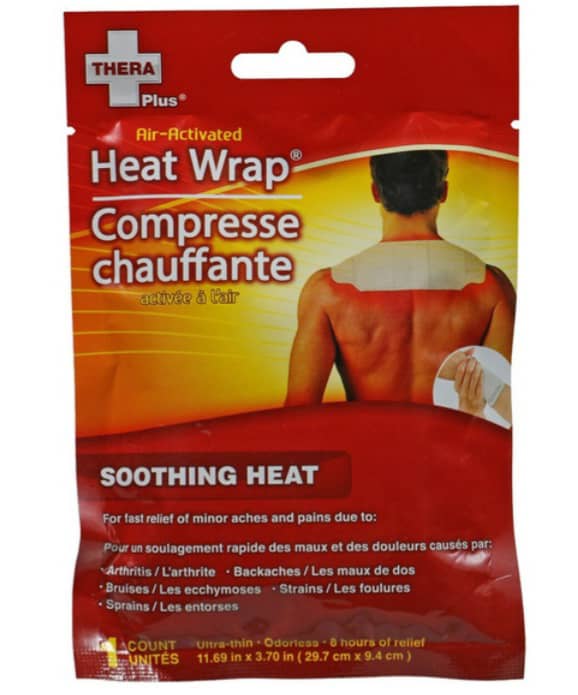 THERA
Plus®
Air-Activated
Heat Wrap®
Compresse
chauffante
activée à l'air
SOOTHING HEAT
For fast relief of minor aches and pains due to:
Pour un soulagement rapide des maux et des douleurs causés par:
·Arthritis / L'arthrite · Backaches / Les maux de dos
·Bruises / Les ecchymoses · Strains / Les foulures
·Sprains / Les entorses
1 COUNT
UNITÉS
Ultra-thin · Odorless · 8 hours of relief
11.69 in x 3.70 in ( 29.7 cm x 9.4 cm )